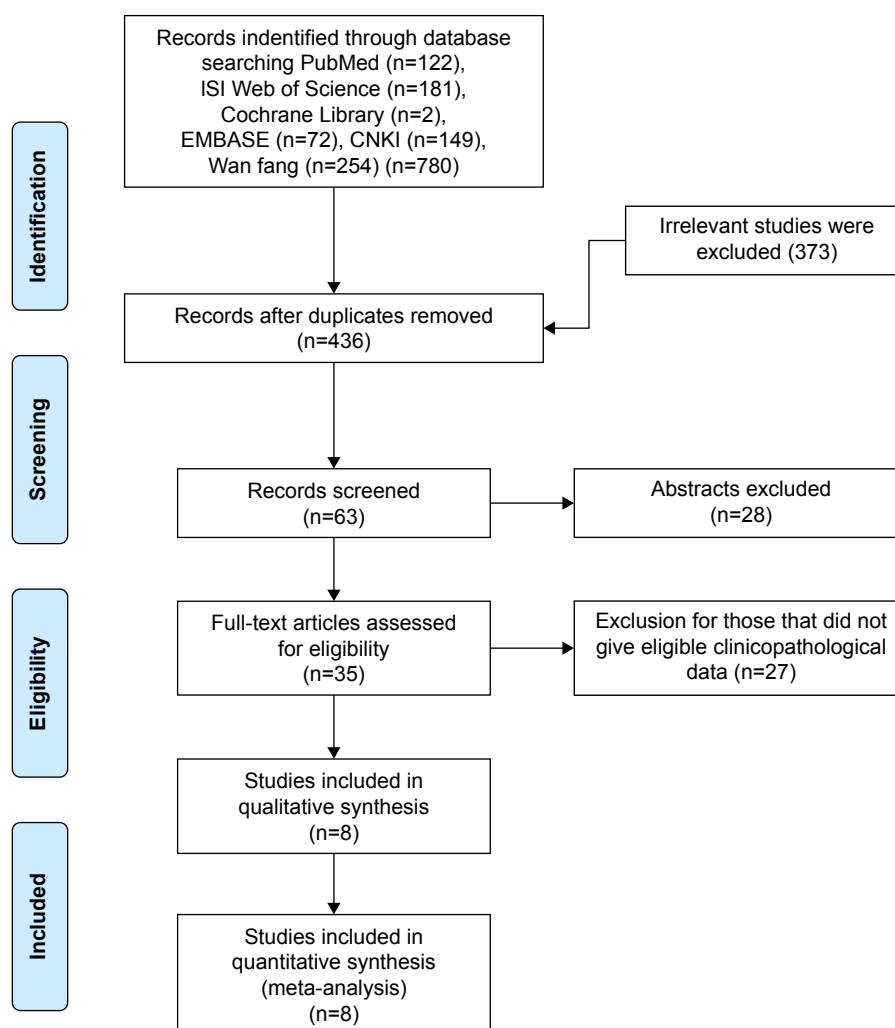 Records indentified through database
searching PubMed (n=122),
ISI Web of Science (n=181),
Cochrane Library (n=2),
EMBASE (n=72), CNKI (n=149),
Wan fang (n=254) (n=780)
Identification
Irrelevant studies were
excluded (373)
Records after duplicates removed
(n=436)
Screening
Records screened
(n=63)
Abstracts excluded
(n=28)
Eligibility
Full-text articles assessed
for eligibility
(n=35)
Exclusion for those that did not
give eligible clinicopathological
data (n=27)
Studies included in
qualitative synthesis
(n=8)
Included
Studies included in
quantitative synthesis
(meta-analysis)
(n=8)